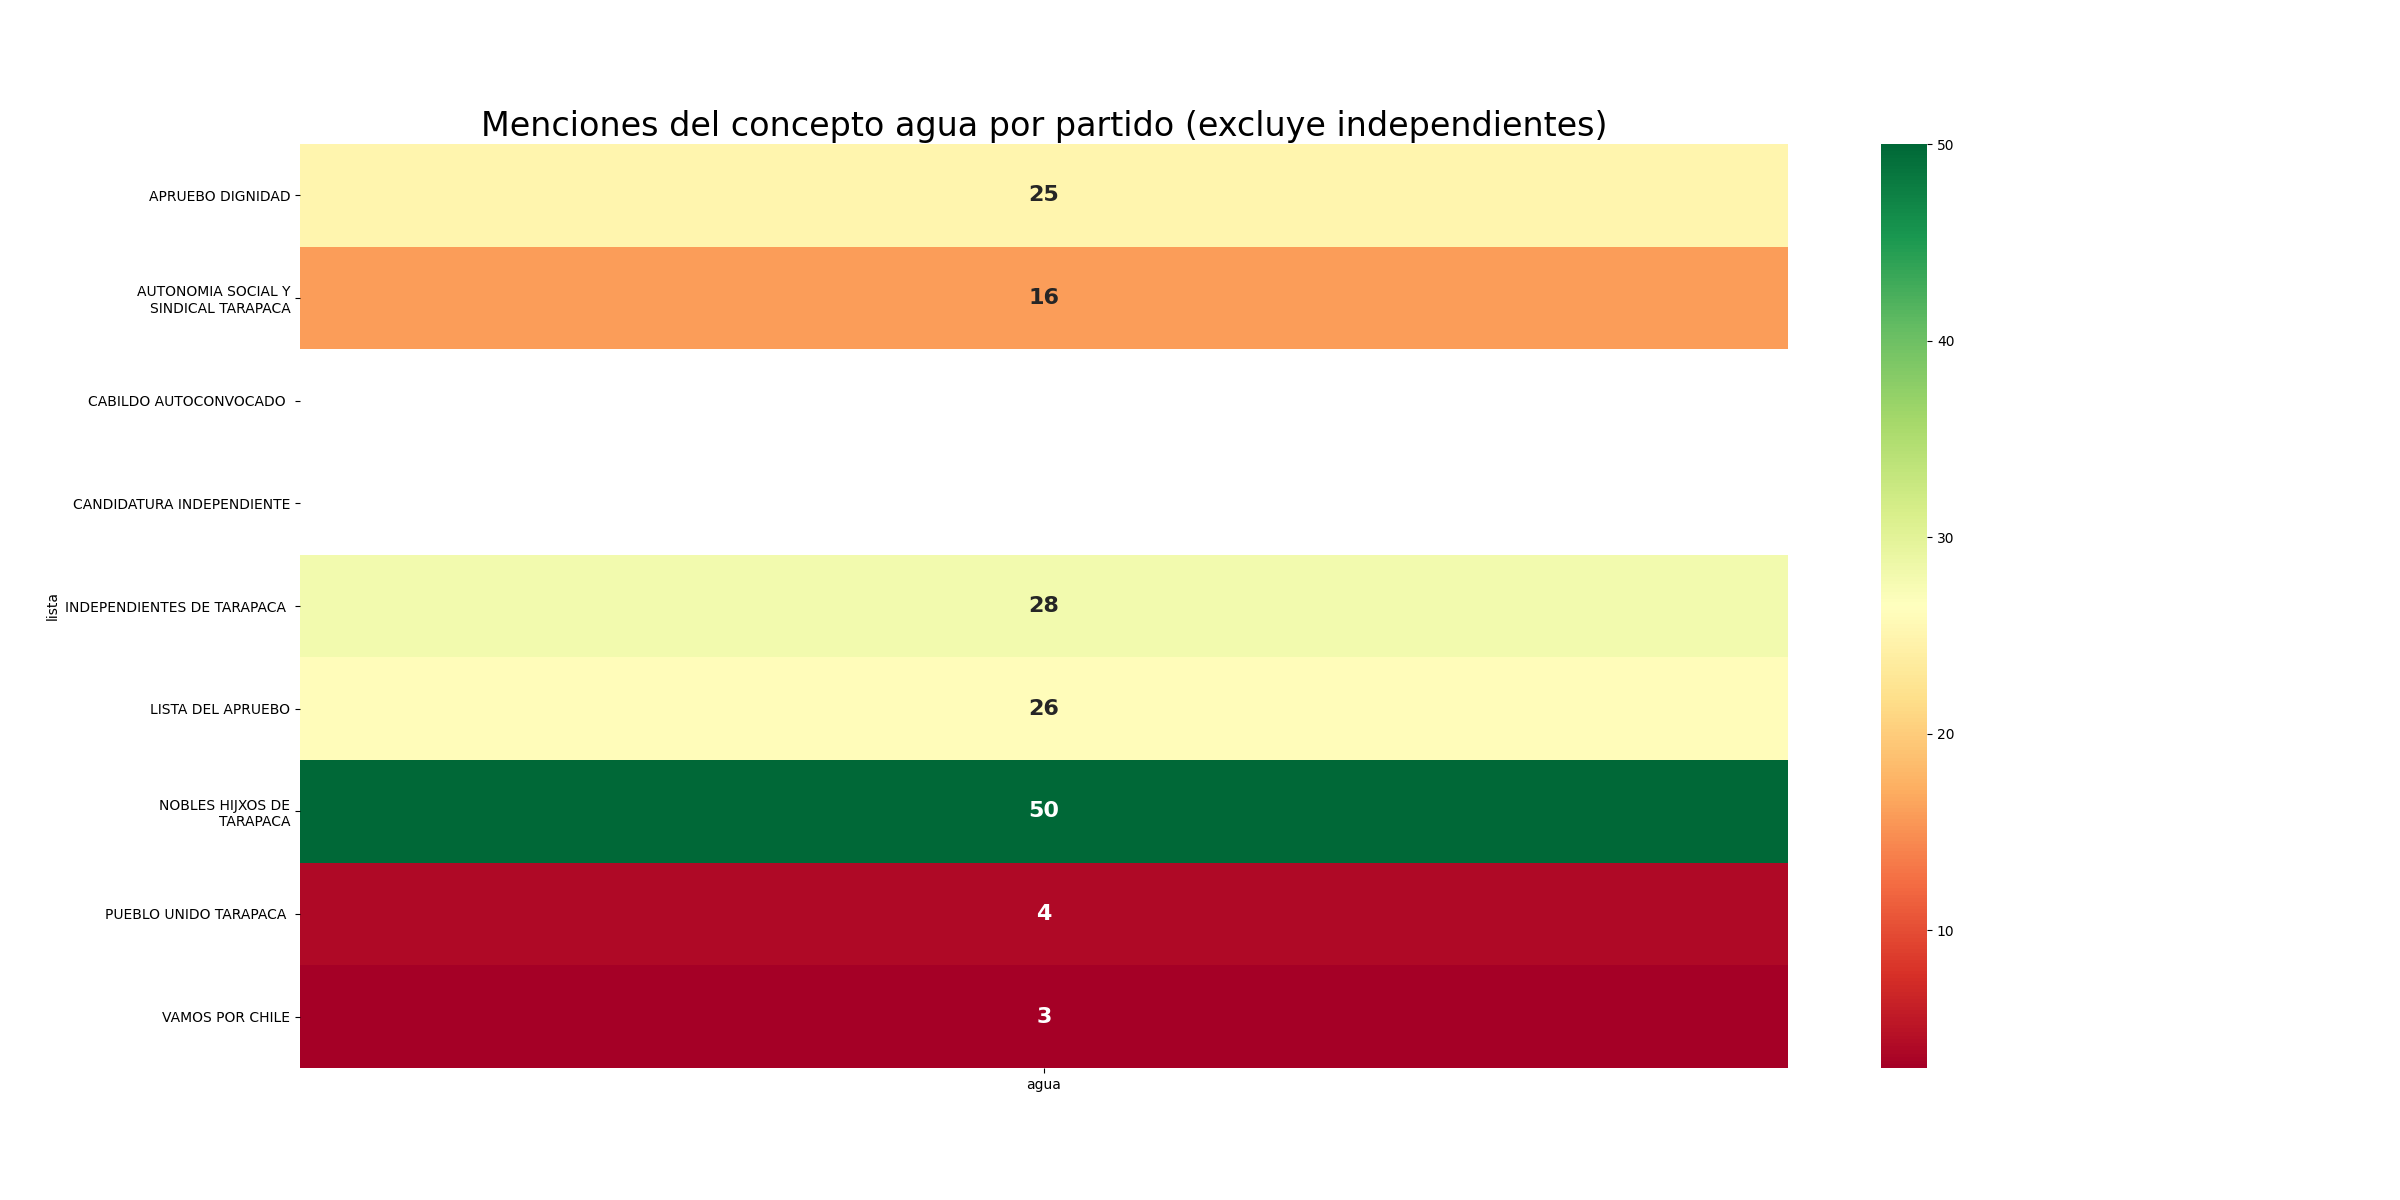 Menciones del concepto agua por partido (excluye independientes)
APRUEBO DIGNIDAD
25
AUTONOMIA SOCIAL Y
SINDICAL TARAPACA
16
CABILDO AUTOCONVOCADO
CANDIDATURA INDEPENDIENTE
lista
INDEPENDIENTES DE TARAPACA
28
LISTA DEL APRUEBO
26
NOBLES HIJXOS DE
TARAPACA
50
PUEBLO UNIDO TARAPACA
4
VAMOS POR CHILE
3
agua
50
40
30
20
10